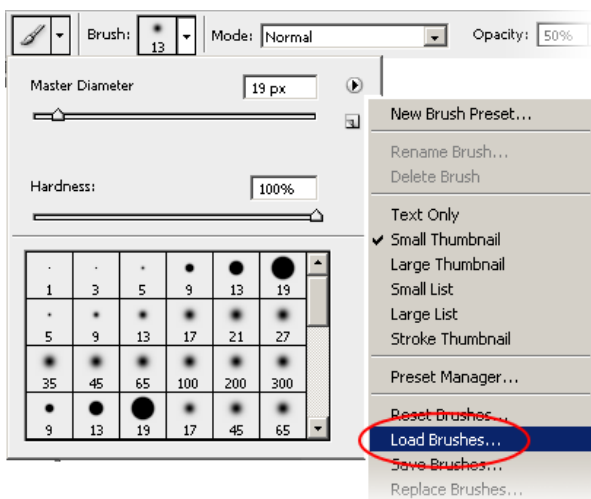 Brush: 13 Mode: Normal Opacity: 50%
Master Diameter 19 px
Hardness: 100%
1 3 5 9 13 19
5 9 13 17 21 27
35 45 65 100 200 300
9 13 19 17 45 65
New Brush Preset...
Rename Brush...
Delete Brush
Text Only
Small Thumbnail
Large Thumbnail
Small List
Large List
Stroke Thumbnail
Preset Manager...
Reset Brushes...
Load Brushes...
Save Brushes...
Replace Brushes...